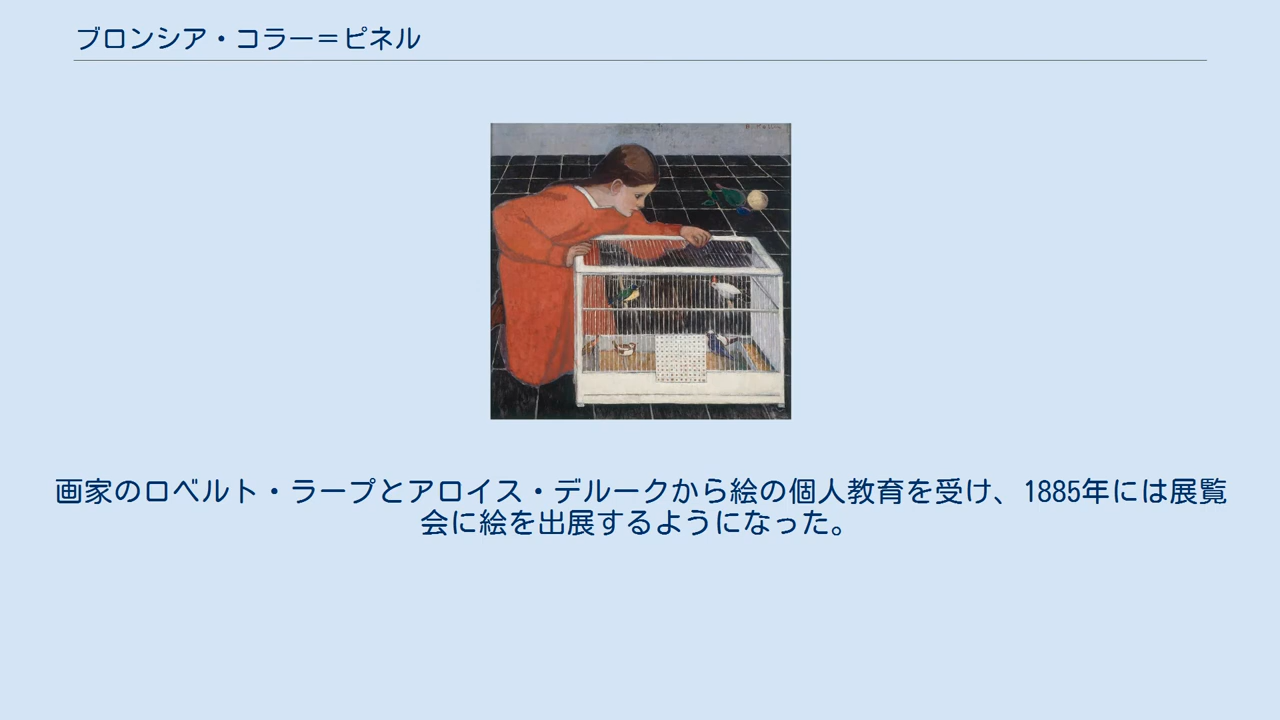 ブロンシア・コラー＝ピネル
画家のロベルト・ラープとアロイス・デルークから絵の個人教育を受け、1885年には展覧
会に絵を出展するようになった。